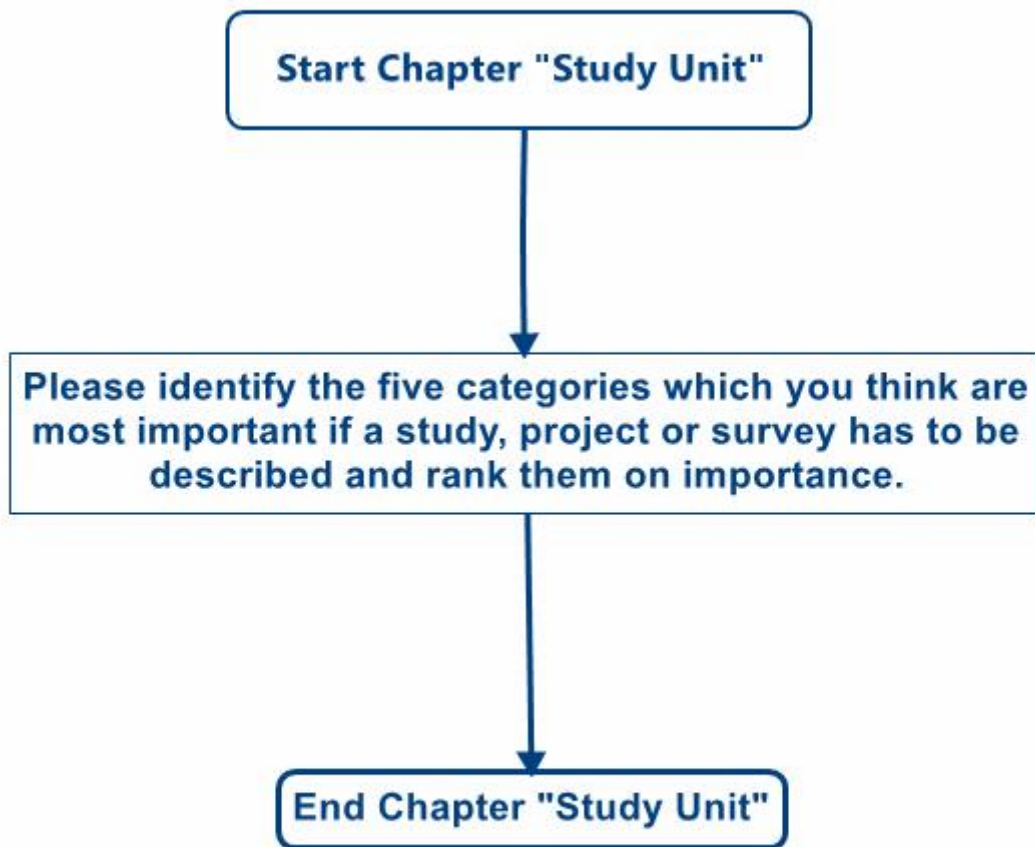 Start Chapter "Study Unit"
Please identify the five categories which you think are
most important if a study, project or survey has to be
described and rank them on importance.
End Chapter "Study Unit"